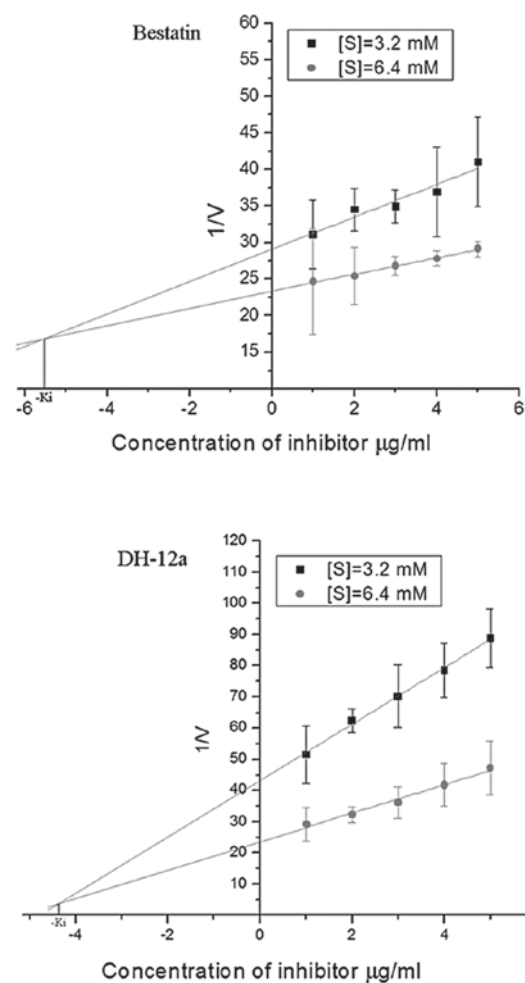 Bestatin
[S]=3.2 mM
[S]=6.4 mM
1/V
60
55
50
45
40
35
30
25
20
15
-6 -4 -2 0 2 4 6
-Ki
Concentration of inhibitor μg/ml
DH-12a
[S]=3.2 mM
[S]=6.4 mM
1/V
120
110
100
90
80
70
60
50
40
30
20
10
-4 -2 0 2 4
-Ki
Concentration of inhibitor μg/ml